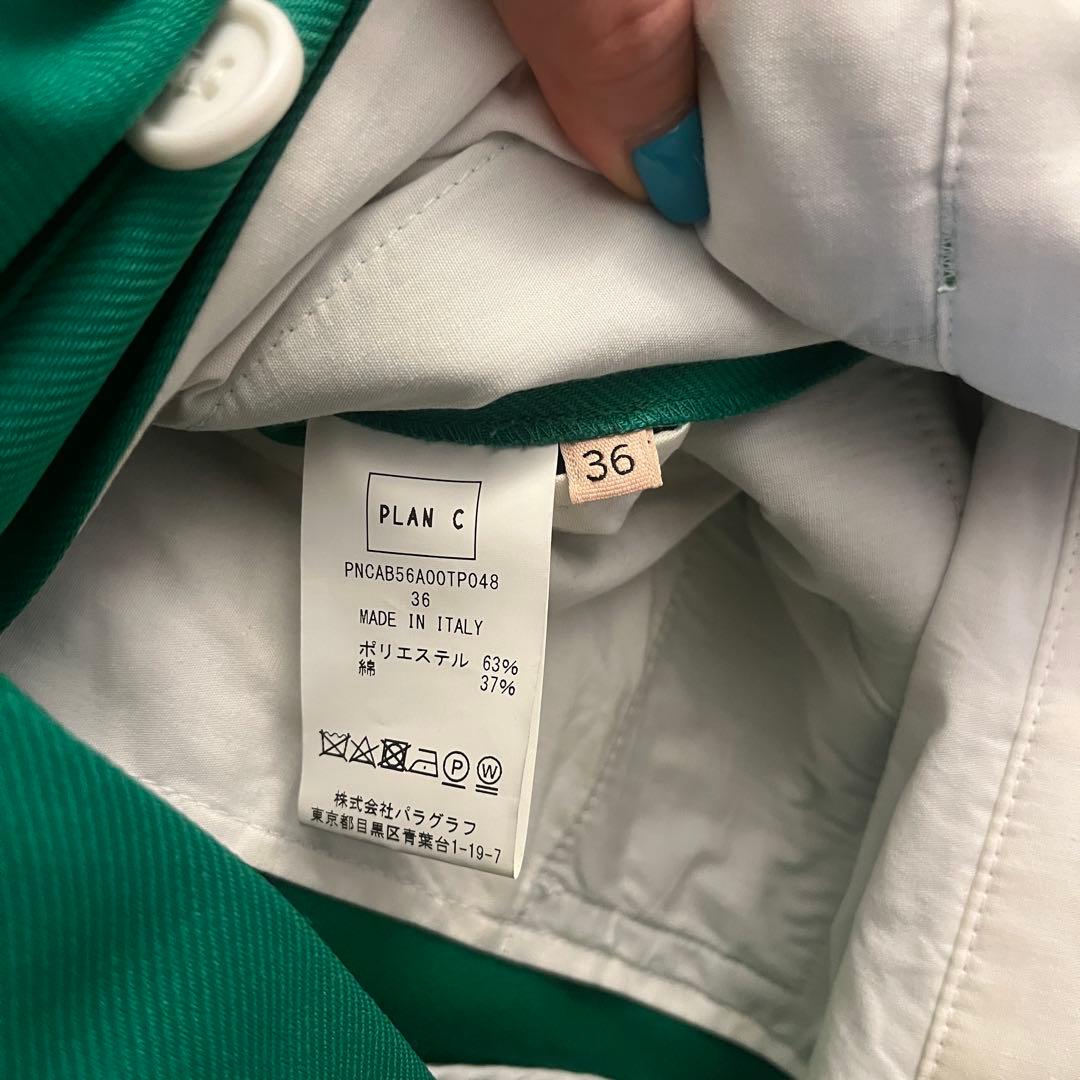 36
PLAN C
PNCAB56A00TP048
36
MADE IN ITALY
ポリエステル 63%
綿 37%
P W
株式会社パラグラフ
東京都目黒区青葉台1-19-7